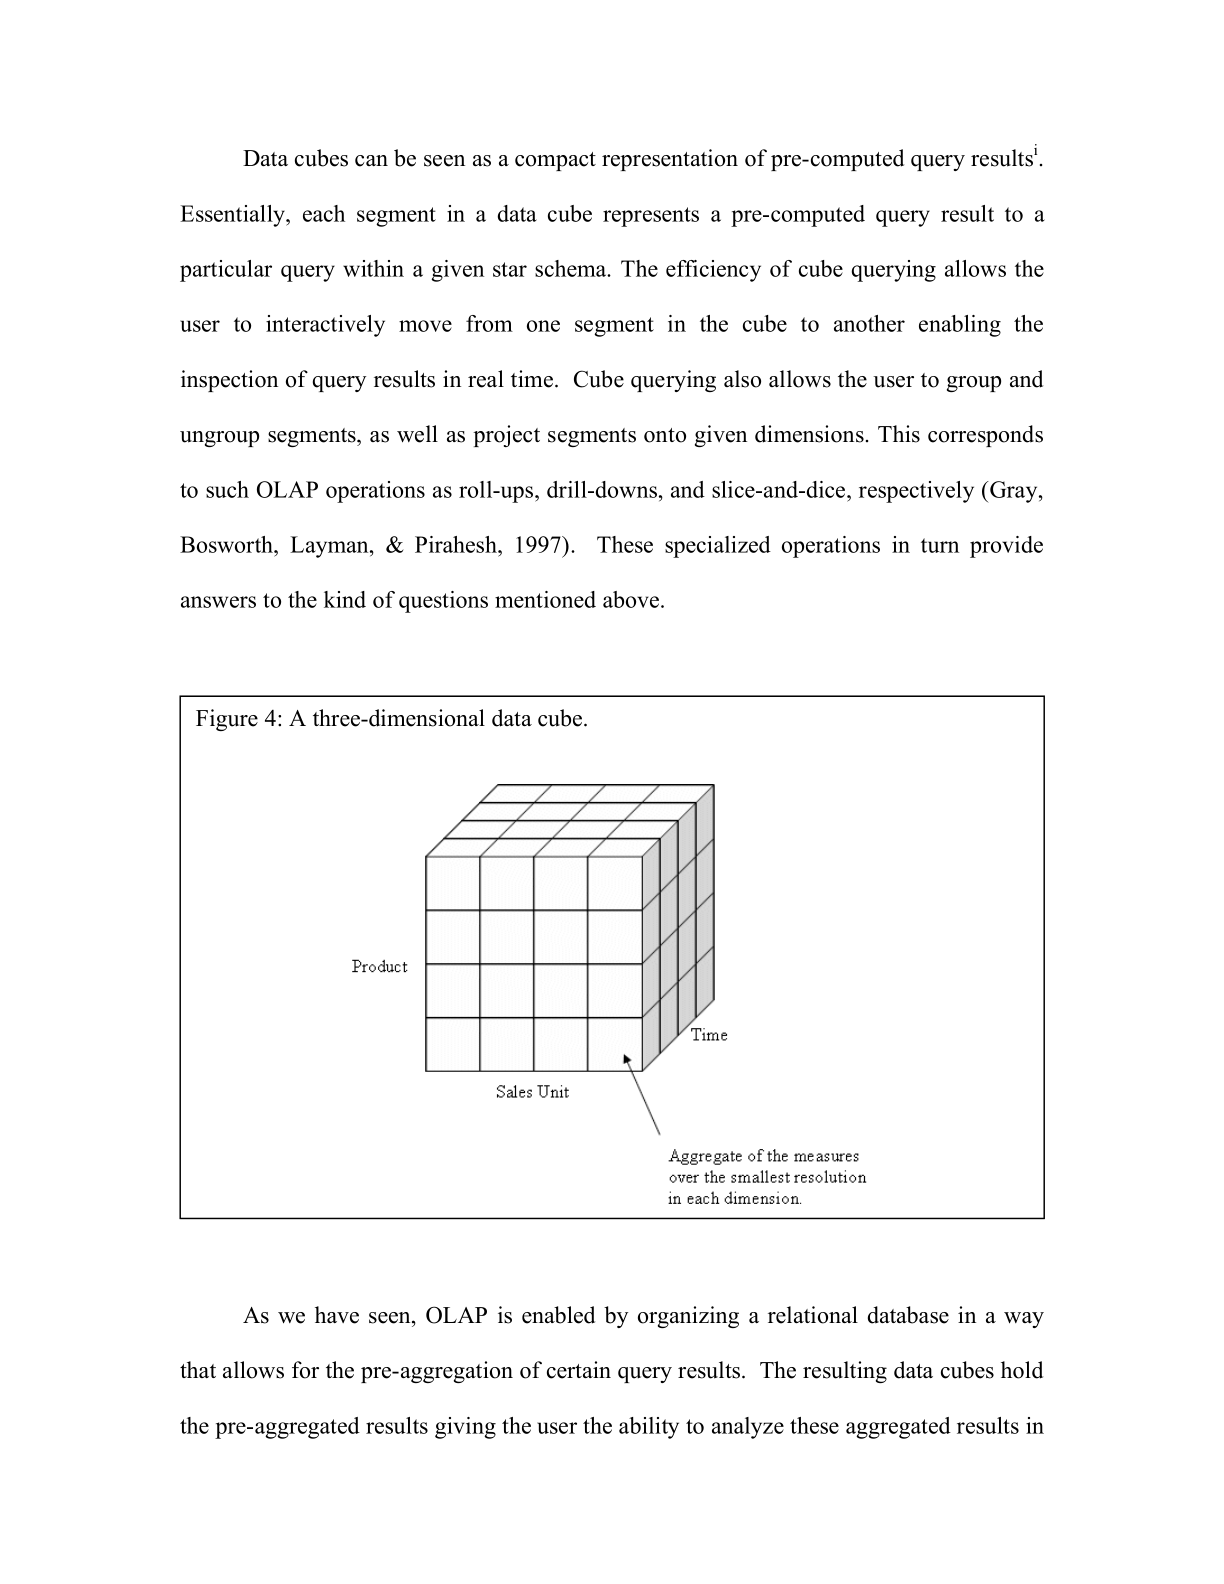 Data cubes can be seen as a compact representation of pre-computed query resultsⁱ.
Essentially, each segment in a data cube represents a pre-computed query result to a
particular query within a given star schema. The efficiency of cube querying allows the
user to interactively move from one segment in the cube to another enabling the
inspection of query results in real time.  Cube querying also allows the user to group and
ungroup segments, as well as project segments onto given dimensions. This corresponds
to such OLAP operations as roll-ups, drill-downs, and slice-and-dice, respectively (Gray,
Bosworth, Layman, & Pirahesh, 1997).  These specialized operations in turn provide
answers to the kind of questions mentioned above.
Figure 4: A three-dimensional data cube.
Product
Time
Sales Unit
Aggregate of the measures
over the smallest resolution
in each dimension.
As we have seen, OLAP is enabled by organizing a relational database in a way
that allows for the pre-aggregation of certain query results.  The resulting data cubes hold
the pre-aggregated results giving the user the ability to analyze these aggregated results in